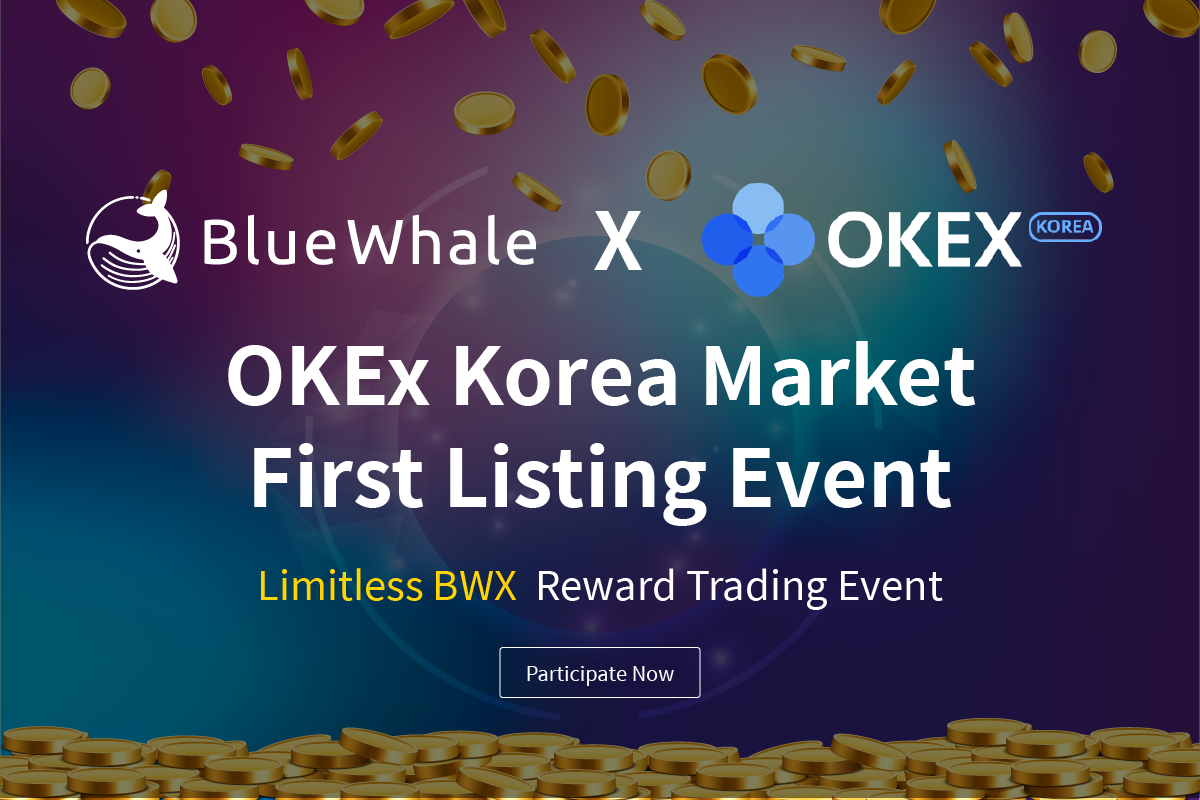 BlueWhale X OKEX KOREA
OKEx Korea Market
First Listing Event
Limitless BWX Reward Trading Event
Participate Now